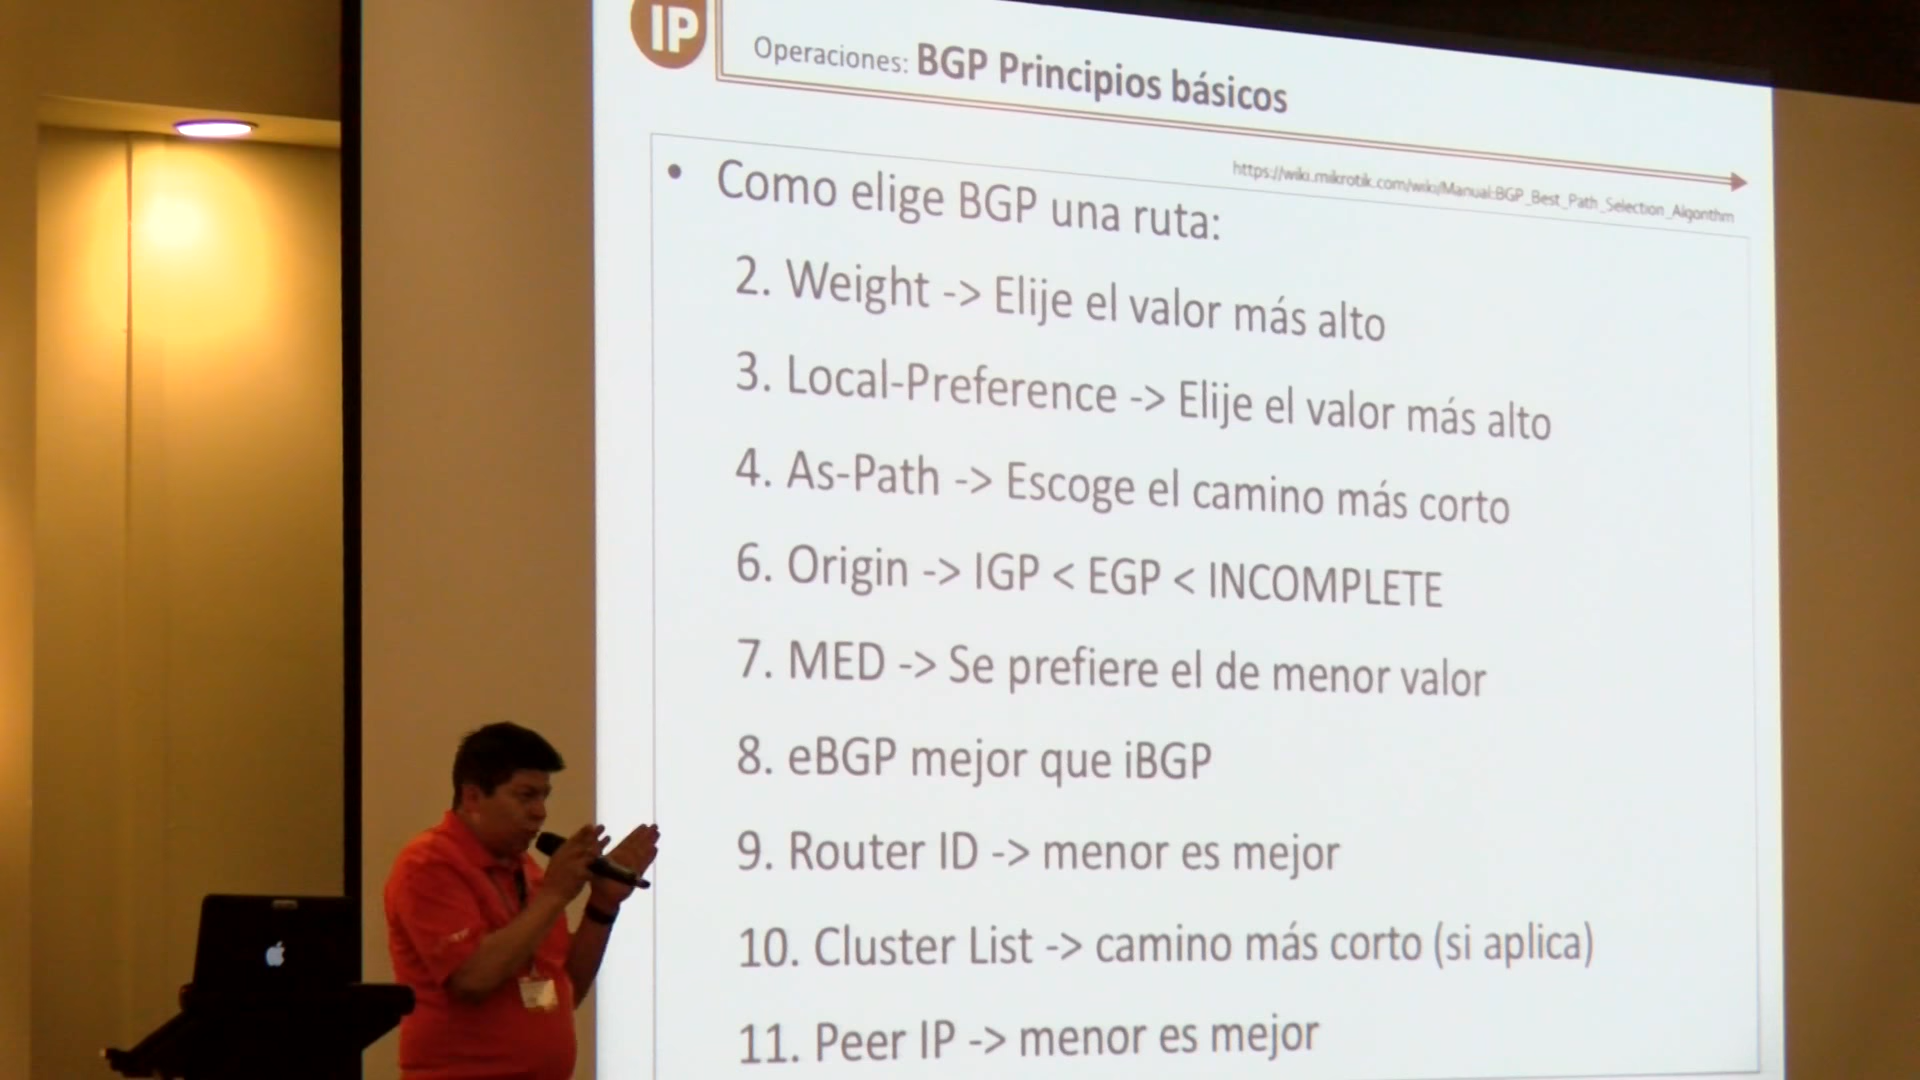 IP
Operaciones: BGP Principios básicos
https://wiki.mikrotik.com/wiki/Manual:BGP_Best_Path_Selection_Algorithm
• Como elige BGP una ruta:
2. Weight -> Elije el valor más alto
3. Local-Preference -> Elije el valor más alto
4. As-Path -> Escoge el camino más corto
6. Origin -> IGP < EGP < INCOMPLETE
7. MED -> Se prefiere el de menor valor
8. eBGP mejor que iBGP
9. Router ID -> menor es mejor
10. Cluster List -> camino más corto (si aplica)
11. Peer IP -> menor es mejor